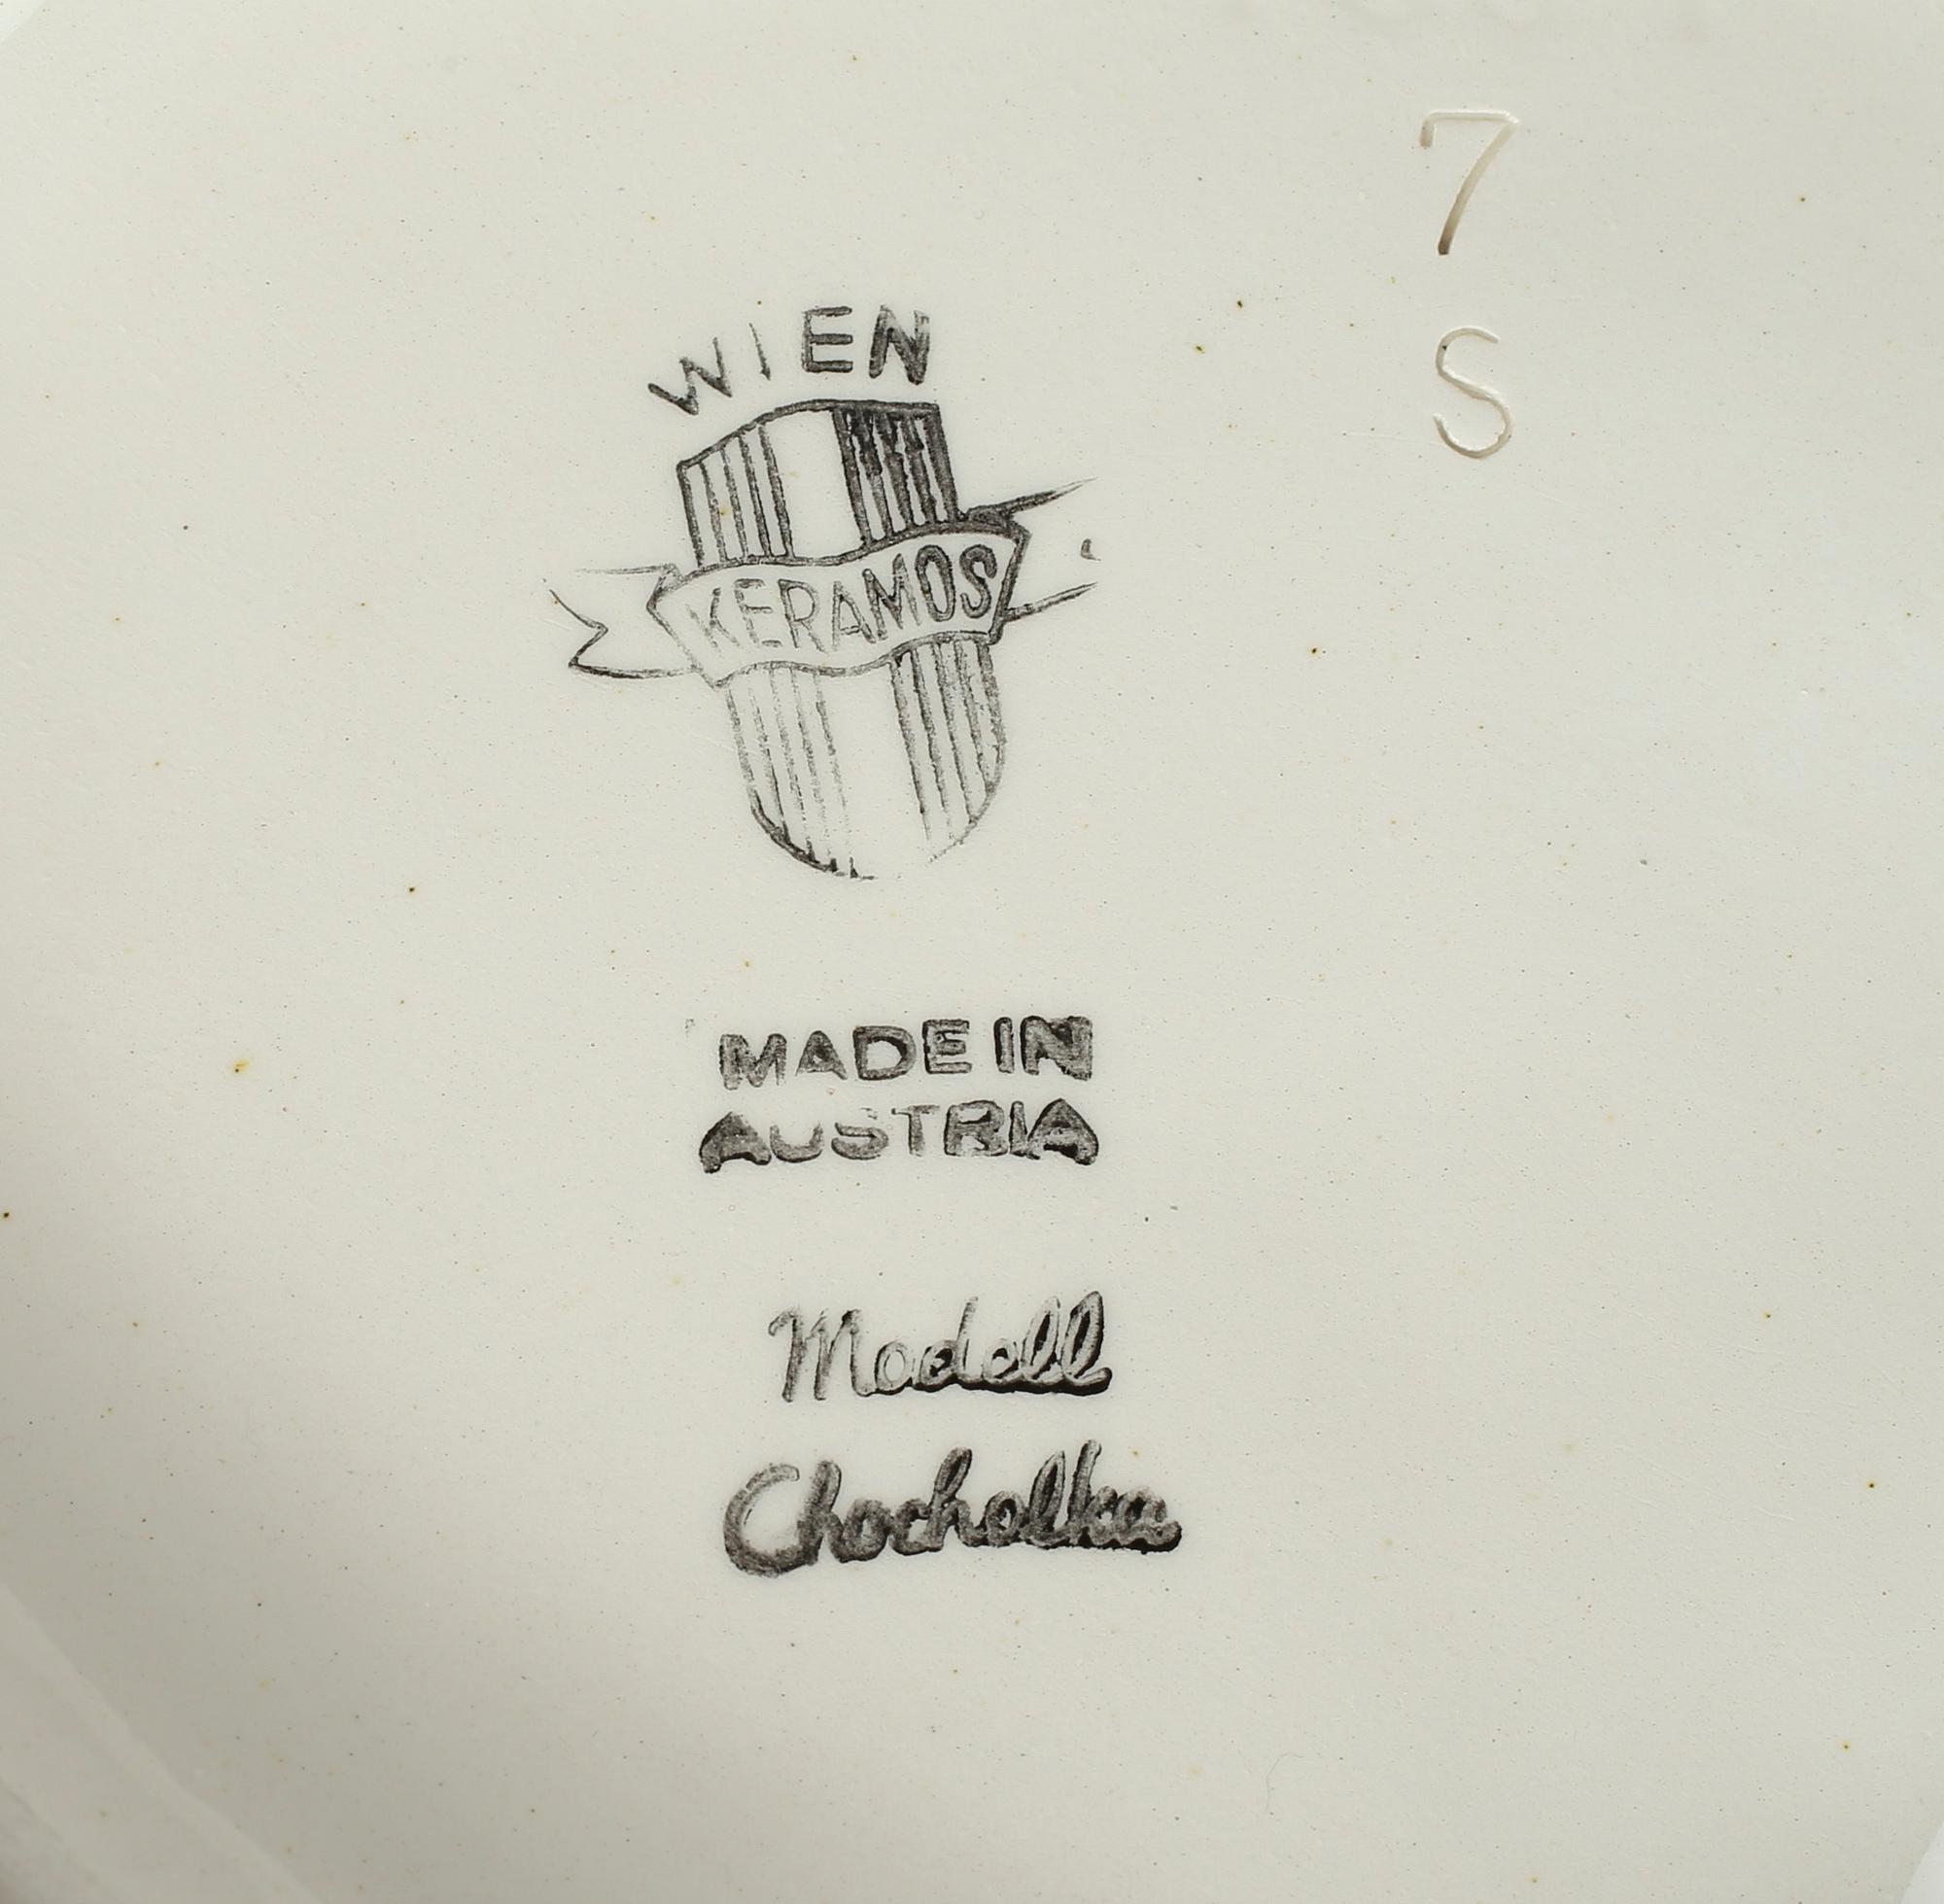 7
S
WIEN
KERAMOS
MADE IN
AUSTRIA
Modell
Chocholka